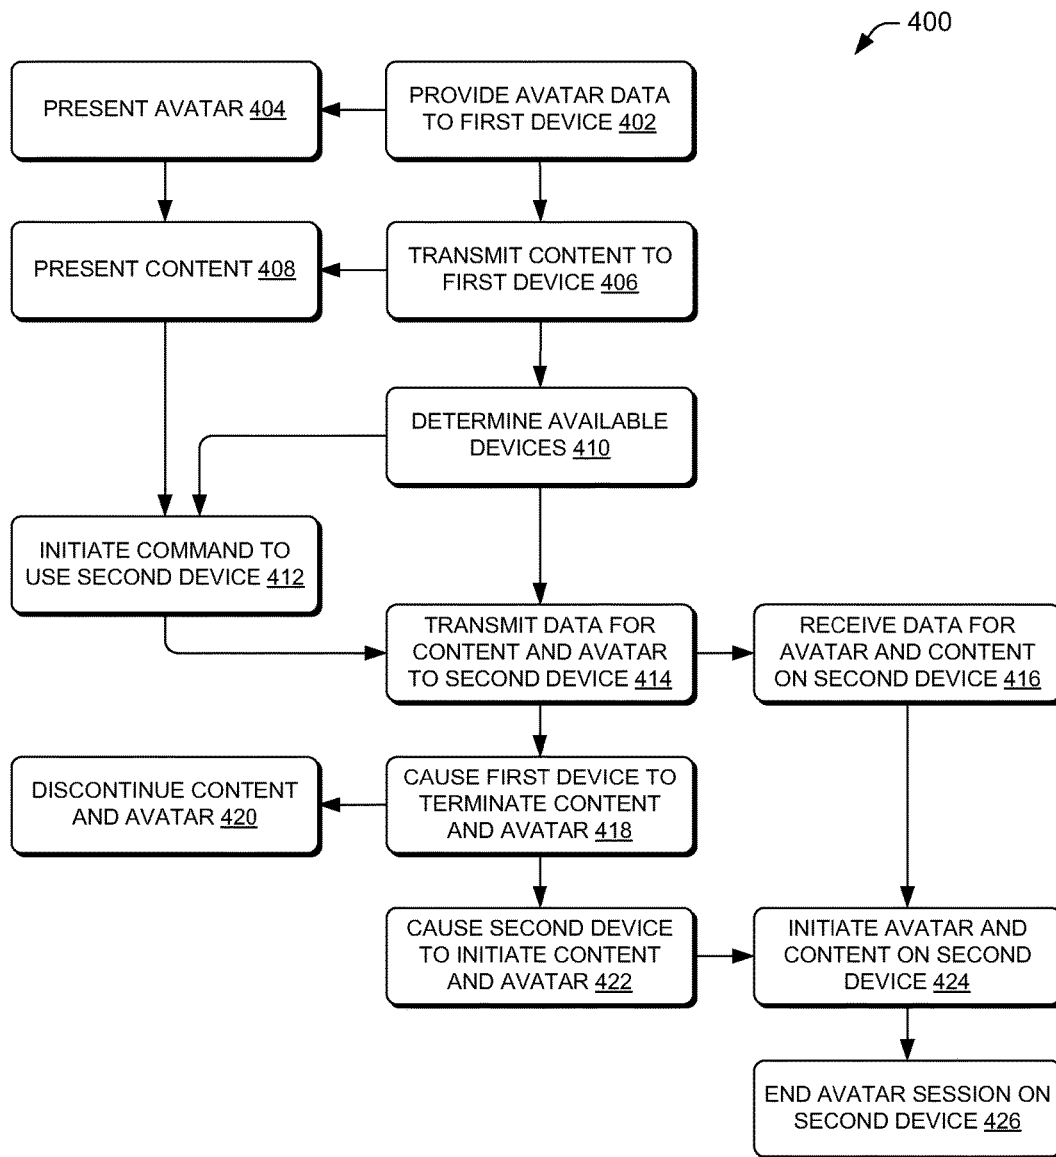 400
PRESENT AVATAR 404
PROVIDE AVATAR DATA
TO FIRST DEVICE 402
PRESENT CONTENT 408
TRANSMIT CONTENT TO
FIRST DEVICE 406
DETERMINE AVAILABLE
DEVICES 410
INITIATE COMMAND TO
USE SECOND DEVICE 412
TRANSMIT DATA FOR
CONTENT AND AVATAR
TO SECOND DEVICE 414
RECEIVE DATA FOR
AVATAR AND CONTENT
ON SECOND DEVICE 416
DISCONTINUE CONTENT
AND AVATAR 420
CAUSE FIRST DEVICE TO
TERMINATE CONTENT
AND AVATAR 418
CAUSE SECOND DEVICE
TO INITIATE CONTENT
AND AVATAR 422
INITIATE AVATAR AND
CONTENT ON SECOND
DEVICE 424
END AVATAR SESSION ON
SECOND DEVICE 426